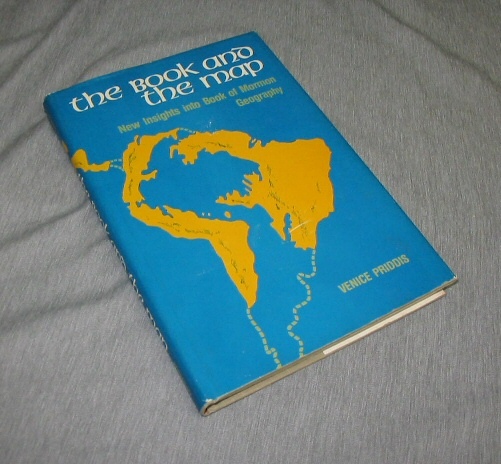 the Book and
the map
New Insights into Book of Mormon
Geography
VENICE PRIDDIS